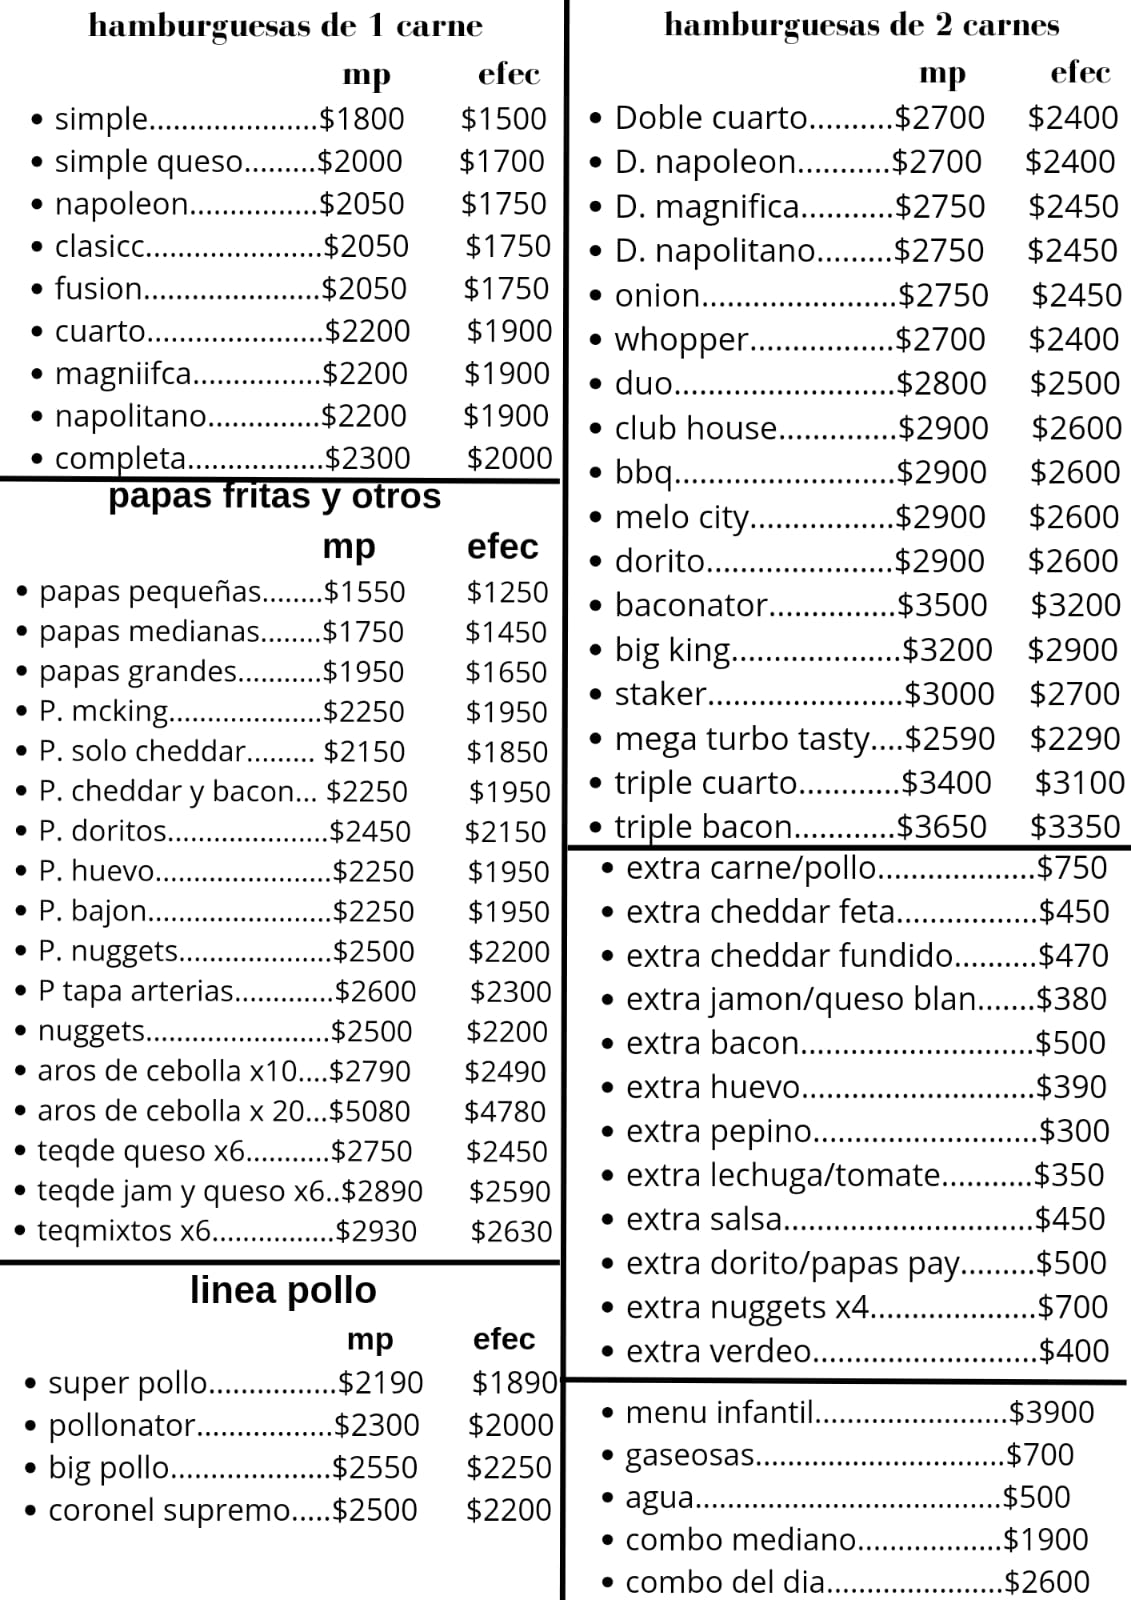 hamburguesas de 1 carne
mp efec
• simple.....................$1800 $1500
• simple queso.........$2000 $1700
• napoleon................$2050 $1750
• clasicc......................$2050 $1750
• fusion......................$2050 $1750
• cuarto......................$2200 $1900
• magniifca................$2200 $1900
• napolitano..............$2200 $1900
• completa.................$2300 $2000
papas fritas y otros
mp efec
• papas pequeñas........$1550 $1250
• papas medianas........$1750 $1450
• papas grandes...........$1950 $1650
• P. mcking....................$2250 $1950
• P. solo cheddar......... $2150 $1850
• P. cheddar y bacon... $2250 $1950
• P. doritos.....................$2450 $2150
• P. huevo.......................$2250 $1950
• P. bajon........................$2250 $1950
• P. nuggets....................$2500 $2200
• P tapa arterias.............$2600 $2300
• nuggets........................$2500 $2200
• aros de cebolla x10....$2790 $2490
• aros de cebolla x 20...$5080 $4780
• teqde queso x6...........$2750 $2450
• teqde jam y queso x6..$2890 $2590
• teqmixtos x6................$2930 $2630
linea pollo
mp efec
• super pollo................$2190 $1890
• pollonator.................$2300 $2000
• big pollo.....................$2550 $2250
• coronel supremo.....$2500 $2200
hamburguesas de 2 carnes
mp efec
• Doble cuarto..........$2700 $2400
• D. napoleon...........$2700 $2400
• D. magnifica...........$2750 $2450
• D. napolitano.........$2750 $2450
• onion.......................$2750 $2450
• whopper.................$2700 $2400
• duo..........................$2800 $2500
• club house..............$2900 $2600
• bbq..........................$2900 $2600
• melo city.................$2900 $2600
• dorito......................$2900 $2600
• baconator...............$3500 $3200
• big king....................$3200 $2900
• staker.......................$3000 $2700
• mega turbo tasty....$2590 $2290
• triple cuarto............$3400 $3100
• triple bacon............$3650 $3350
• extra carne/pollo...................$750
• extra cheddar feta.................$450
• extra cheddar fundido..........$470
• extra jamon/queso blan.......$380
• extra bacon............................$500
• extra huevo............................$390
• extra pepino...........................$300
• extra lechuga/tomate...........$350
• extra salsa..............................$450
• extra dorito/papas pay.........$500
• extra nuggets x4....................$700
• extra verdeo...........................$400
• menu infantil.......................$3900
• gaseosas..............................$700
• agua.....................................$500
• combo mediano.................$1900
• combo del dia.....................$2600